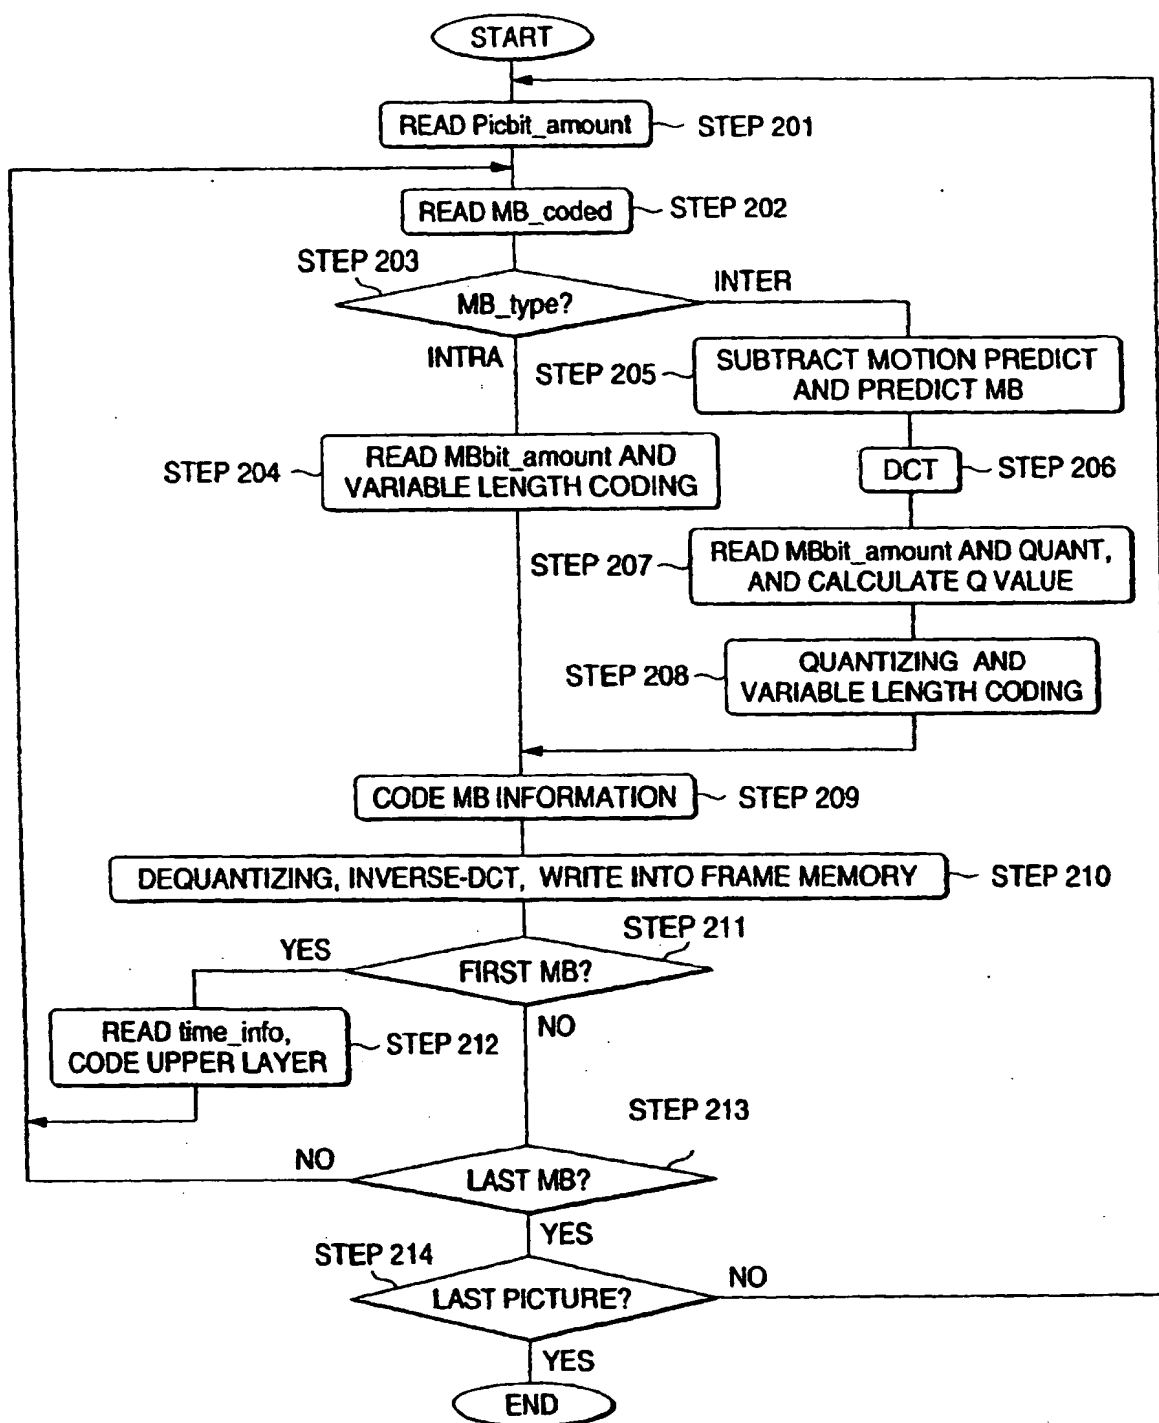 START
READ Picbit_amount
STEP 201
READ MB_coded
STEP 202
STEP 203
MB_type?
INTER
INTRA
STEP 205
SUBTRACT MOTION PREDICT
AND PREDICT MB
STEP 204
READ MBbit_amount AND
VARIABLE LENGTH CODING
DCT
STEP 206
STEP 207
READ MBbit_amount AND QUANT,
AND CALCULATE Q VALUE
STEP 208
QUANTIZING AND
VARIABLE LENGTH CODING
CODE MB INFORMATION
STEP 209
DEQUANTIZING, INVERSE-DCT, WRITE INTO FRAME MEMORY
STEP 210
STEP 211
YES
FIRST MB?
NO
READ time_info,
CODE UPPER LAYER
STEP 212
STEP 213
NO
LAST MB?
YES
STEP 214
LAST PICTURE?
NO
YES
END